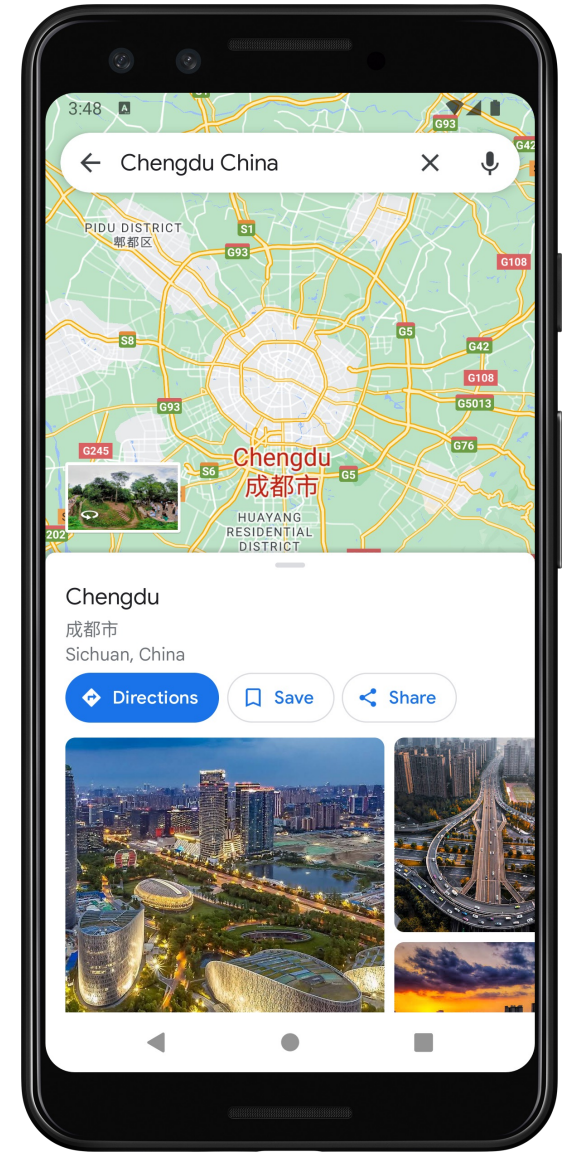 3:48
A
G93
G42
Chengdu China
PIDU DISTRICT
郫都区
S1
G93
G108
G5
S8
G42
G108
G5013
G93
G76
G245
Chengdu
成都市
S6
G5
HUAYANG
RESIDENTIAL
DISTRICT
202
Chengdu
成都市
Sichuan, China
Directions
Save
Share